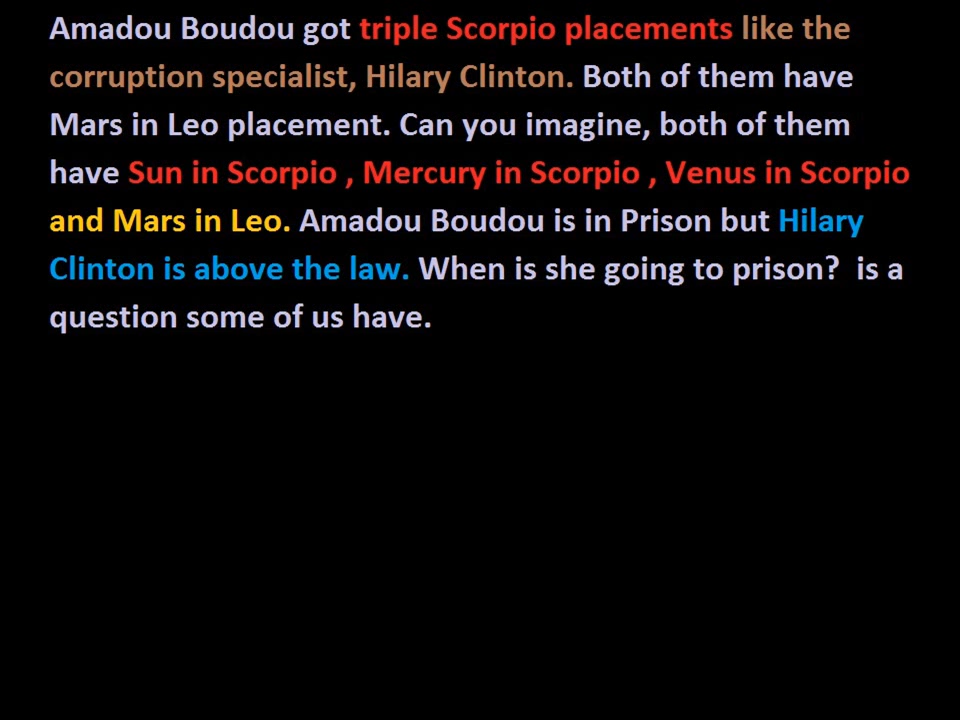 Amadou Boudou got triple Scorpio placements like the
corruption specialist, Hilary Clinton. Both of them have
Mars in Leo placement. Can you imagine, both of them
have Sun in Scorpio , Mercury in Scorpio , Venus in Scorpio
and Mars in Leo. Amadou Boudou is in Prison but Hilary
Clinton is above the law. When is she going to prison?  is a
question some of us have.